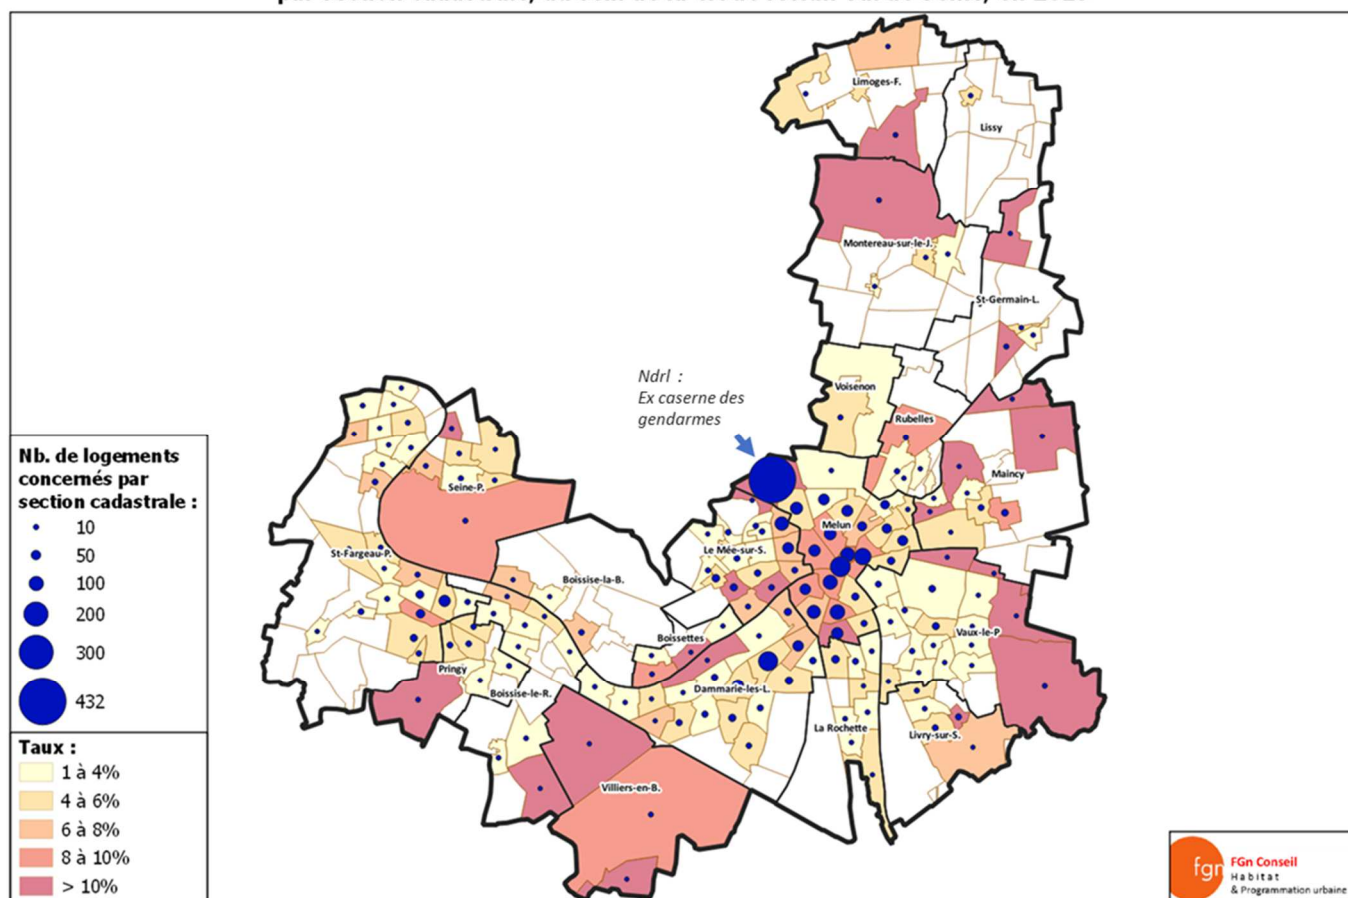 Limoges-F.
Lissy
Montereau-sur-le-J.
St-Germain-L.
Ndrl :
Ex caserne des
gendarmes
Voisenon
Rubelles
Maincy
Nb. de logements
concernés par
section cadastrale :
10
50
100
200
300
432
Seine-P.
St-Fargeau-P.
Boissise-la-B.
Le Mée-sur-S.
Melun
Boissettes
Vaux-le-P
Pringy
Boissise-le-R.
Dammarie-les-L.
La Rochette
Livry-sur-S.
Villiers-en-B.
Taux :
1 à 4%
4 à 6%
6 à 8%
8 à 10%
> 10%
fgn
FGn Conseil
Habitat
& Programmation urbaine